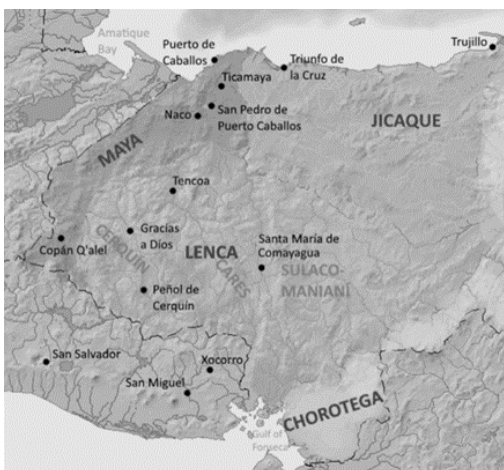 Amatique
Bay
Puerto de
Caballos
Trujillo
Triunfo de
la Cruz
Ticamaya
San Pedro de
Puerto Caballos
Naco
JICAQUE
MAYA
Tencoa
Gracias
a Dios
CERQUIN
LENCA
CARES
Santa María de
Comayagua
SULACO-
MANIANÍ
Copán Q'alel
Peñol de
Cerquín
San Salvador
Xocorro
San Miguel
CHOROTEGA
Gulf of
Fonseca